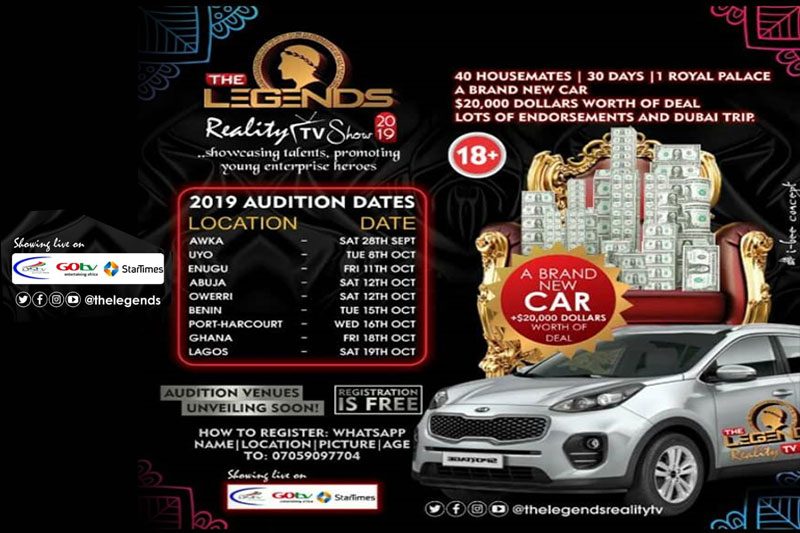 THE
LEGENDS
Reality TV Show 2019
..showcasing talents, promoting
young enterprise heroes
40 HOUSEMATES | 30 DAYS | 1 ROYAL PALACE
A BRAND NEW CAR
$20,000 DOLLARS WORTH OF DEAL
LOTS OF ENDORSEMENTS AND DUBAI TRIP.
18+
2019 AUDITION DATES
LOCATION DATE
AWKA - SAT 28TH SEPT
UYO - TUE 8TH OCT
ENUGU - FRI 11TH OCT
ABUJA - SAT 12TH OCT
OWERRI - SAT 12TH OCT
BENIN - TUE 15TH OCT
PORT-HARCOURT - WED 16TH OCT
GHANA - FRI 18TH OCT
LAGOS - SAT 19TH OCT
Showing live on
DStv GOtv StarTimes
@thelegends
A BRAND
NEW
CAR
+$20,000 DOLLARS
WORTH OF
DEAL
AUDITION VENUES
UNVEILING SOON!
REGISTRATION
IS FREE
HOW TO REGISTER: WHATSAPP
NAME|LOCATION|PICTURE|AGE
TO: 07059097704
Showing live on
DStv GOtv StarTimes
THE
LEGENDS
Reality TV
@thelegendsrealitytv